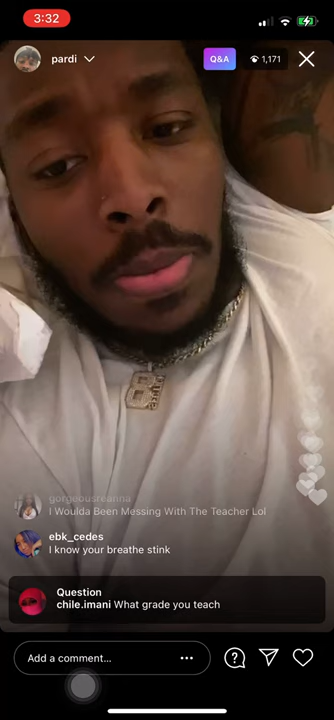 3:32
pardi
Q&A
1,171
gorgeousreanna
I Woulda Been Messing With The Teacher Lol
ebk_cedes
I know your breathe stink
Question
chile.imani What grade you teach
Add a comment...